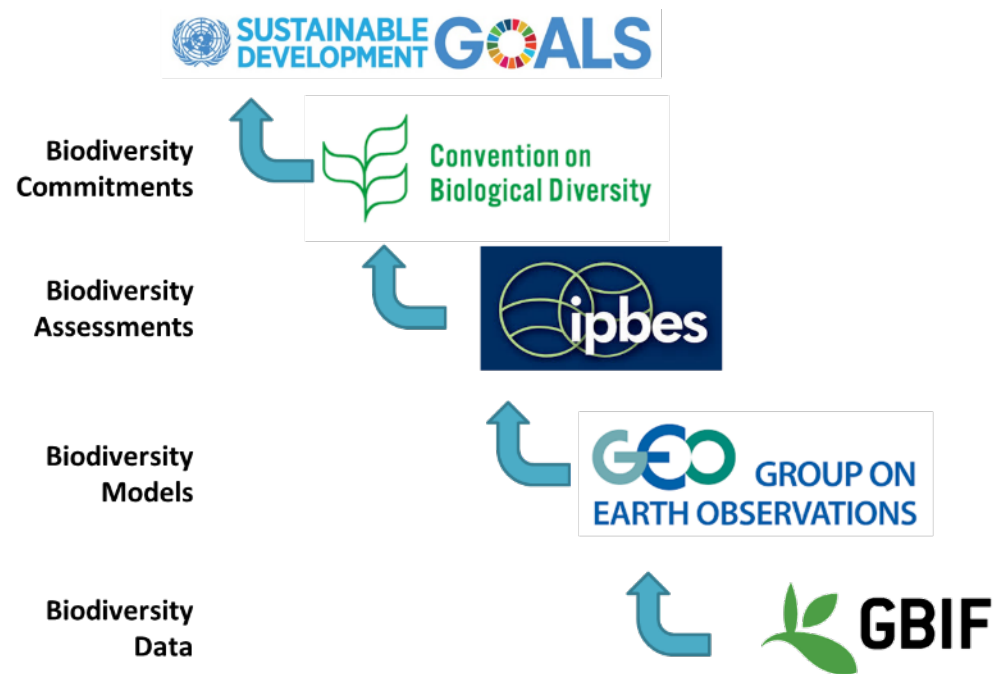 SUSTAINABLE
DEVELOPMENT
GOALS
Biodiversity
Commitments
Convention on
Biological Diversity
Biodiversity
Assessments
ipbes
Biodiversity
Models
GEO
GROUP ON
EARTH OBSERVATIONS
Biodiversity
Data
GBIF